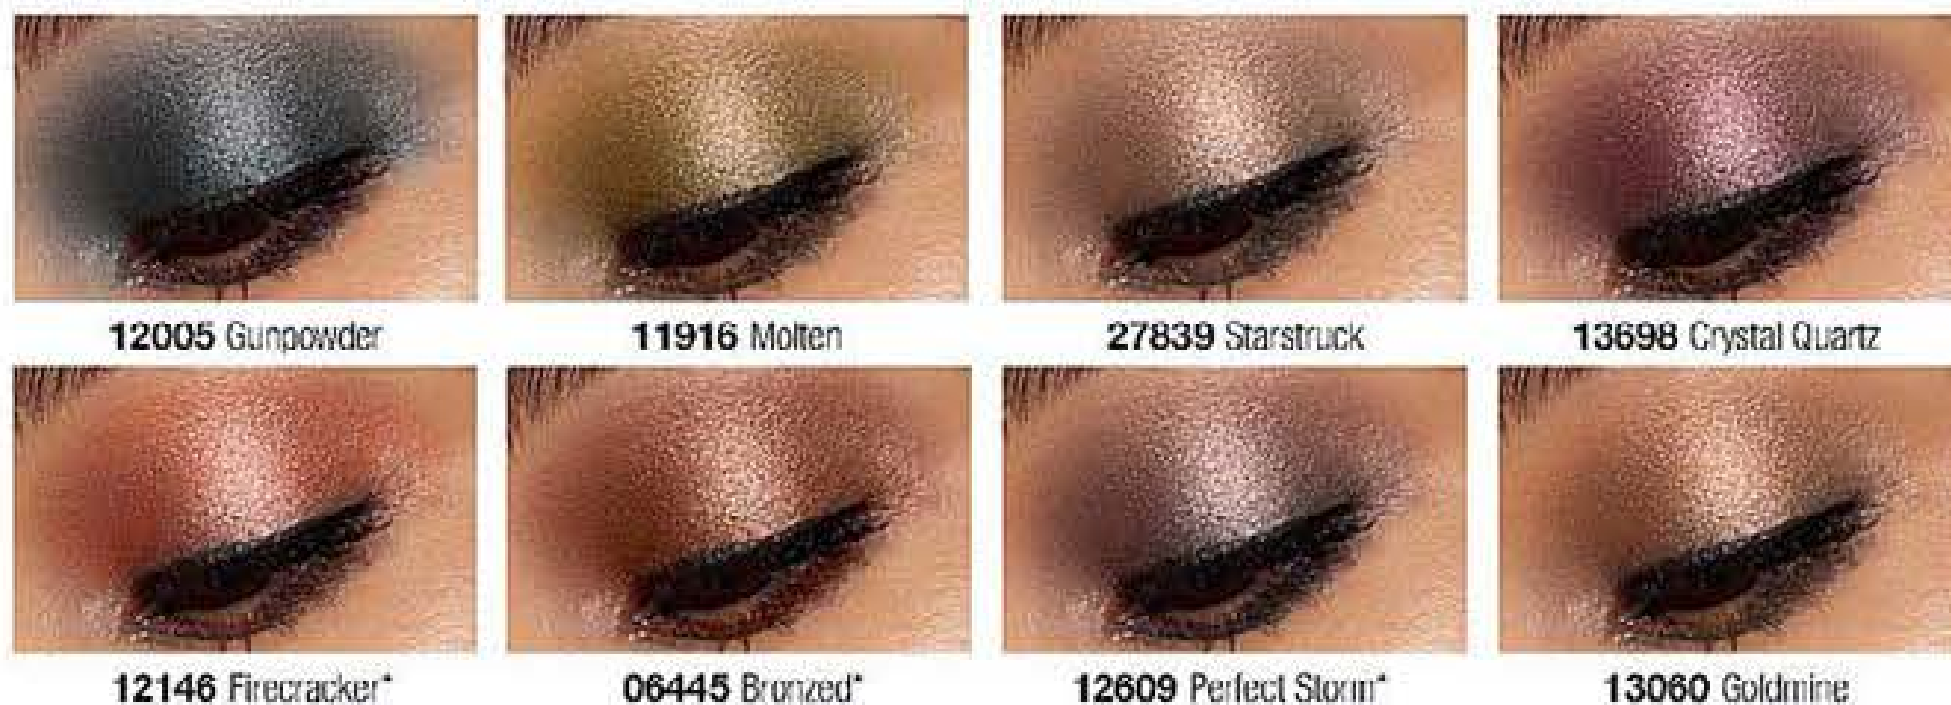 12005 Gunpowder
11916 Molten
27839 Starstruck
13698 Crystal Quartz
12146 Firecracker*
06445 Bronzed*
12609 Perfect Storm*
13060 Goldmine